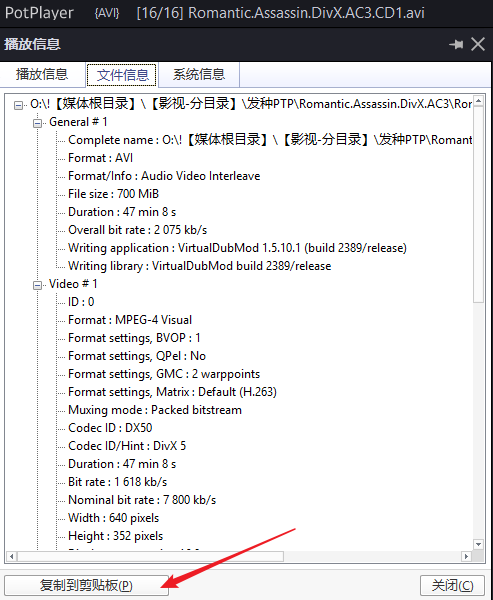 PotPlayer {AVI} [16/16] Romantic.Assassin.DivX.AC3.CD1.avi
播放信息
播放信息 文件信息 系统信息
O:\!【媒体根目录】\【影视-分目录】\发种PTP\Romantic.Assassin.DivX.AC3\Ror
General # 1
Complete name : O:\!【媒体根目录】\【影视-分目录】\发种PTP\Romant
Format : AVI
Format/Info : Audio Video Interleave
File size : 700 MiB
Duration : 47 min 8 s
Overall bit rate : 2 075 kb/s
Writing application : VirtualDubMod 1.5.10.1 (build 2389/release)
Writing library : VirtualDubMod build 2389/release
Video # 1
ID : 0
Format : MPEG-4 Visual
Format settings, BVOP : 1
Format settings, QPel : No
Format settings, GMC : 2 warppoints
Format settings, Matrix : Default (H.263)
Muxing mode : Packed bitstream
Codec ID : DX50
Codec ID/Hint : DivX 5
Duration : 47 min 8 s
Bit rate : 1 618 kb/s
Nominal bit rate : 7 800 kb/s
Width : 640 pixels
Height : 352 pixels
复制到剪贴板(P) 关闭(C)